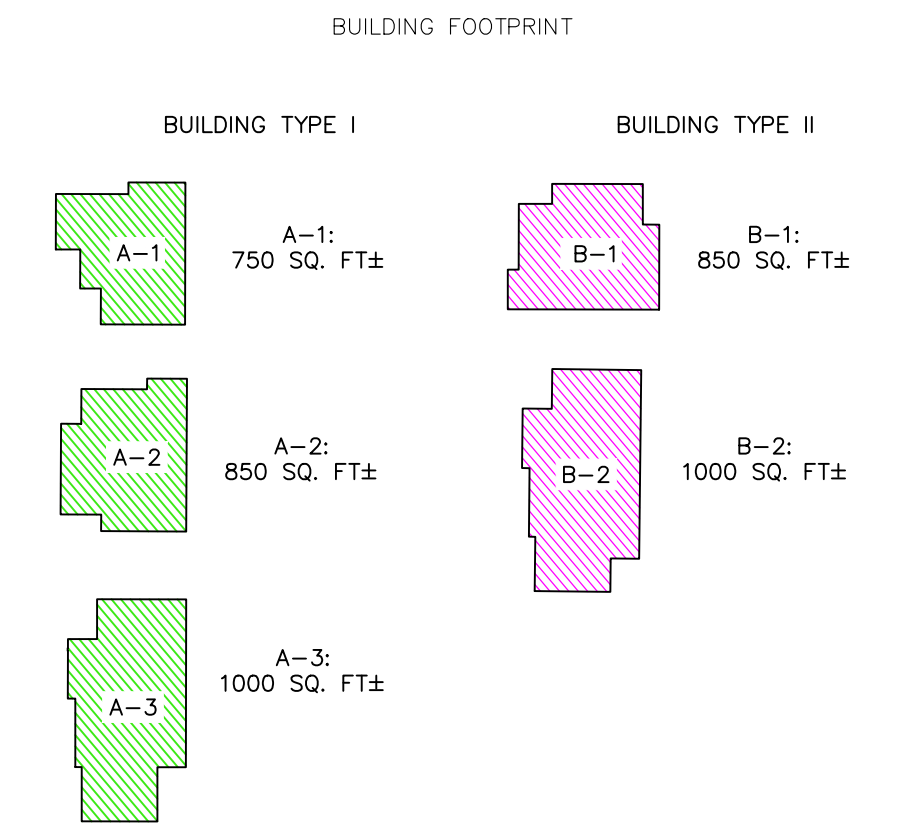 BUILDING FOOTPRINT
BUILDING TYPE I
A-1
A-1:
750 SQ. FT±
A-2
A-2:
850 SQ. FT±
A-3
A-3:
1000 SQ. FT±
BUILDING TYPE II
B-1
B-1:
850 SQ. FT±
B-2
B-2:
1000 SQ. FT±